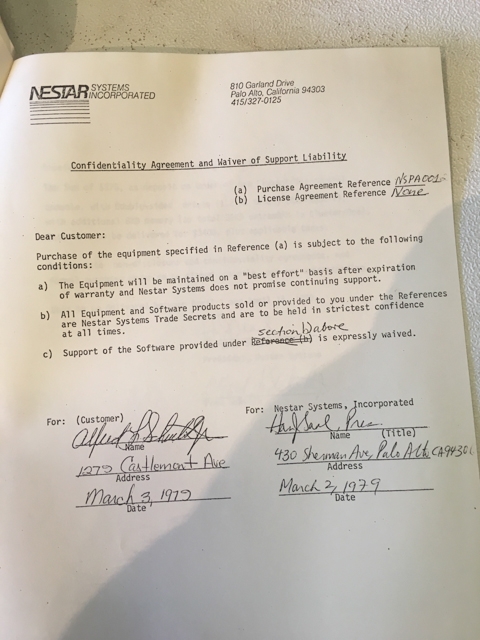 NESTAR SYSTEMS
INCORPORATED
810 Garland Drive
Palo Alto, California 94303
415/327-0125
Confidentiality Agreement and Waiver of Support Liability
(a) Purchase Agreement Reference NSPA001
(b) License Agreement Reference None
Dear Customer:
Purchase of the equipment specified in Reference (a) is subject to the following
conditions:
a) The Equipment will be maintained on a "best effort" basis after expiration
of warranty and Nestar Systems does not promise continuing support.
b) All Equipment and Software products sold or provided to you under the References
are Nestar Systems Trade Secrets and are to be held in strictest confidence
at all times.
section b) above
c) Support of the Software provided under Reference (b) is expressly waived.
For: (Customer)
Alfred
Name
1279 Castlemont Ave
Address
March 3, 1979
Date
For: Nestar Systems, Incorporated
Harry Saal, Pres.
Name (Title)
430 Sherman Ave, Palo Alto, CA 94306
Address
March 2, 1979
Date